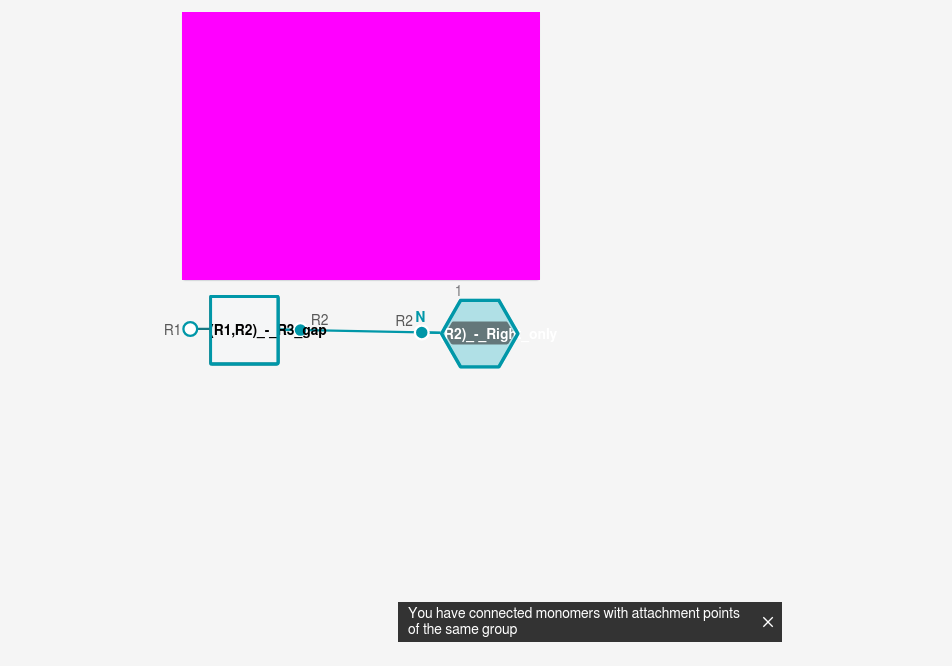 1
R1
(R1,R2)_-_R3_gap
R2
R2
N
R2)_-_Righ_only
You have connected monomers with attachment points
of the same group